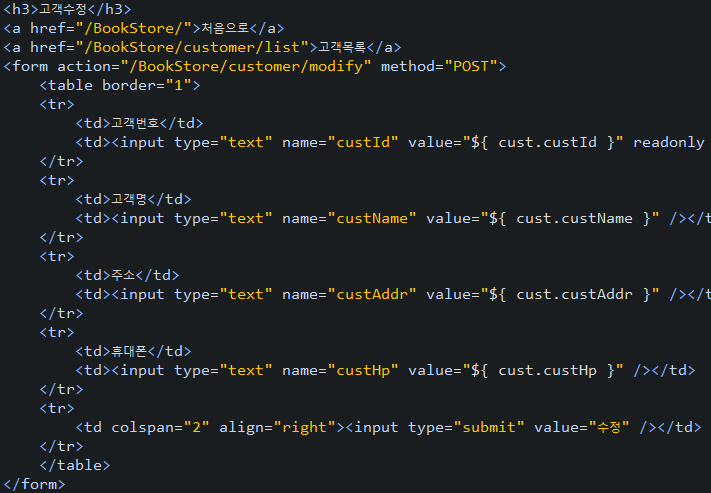 <h3>고객수정</h3>
<a href="/BookStore/">처음으로</a>
<a href="/BookStore/customer/list">고객목록</a>
<form action="/BookStore/customer/modify" method="POST">
    <table border="1">
    <tr>
        <td>고객번호</td>
        <td><input type="text" name="custId" value="${ cust.custId }" readonly
    </tr>
    <tr>
        <td>고객명</td>
        <td><input type="text" name="custName" value="${ cust.custName }" /></t
    </tr>
    <tr>
        <td>주소</td>
        <td><input type="text" name="custAddr" value="${ cust.custAddr }" /></t
    </tr>
    <tr>
        <td>휴대폰</td>
        <td><input type="text" name="custHp" value="${ cust.custHp }" /></td>
    </tr>
    <tr>
        <td colspan="2" align="right"><input type="submit" value="수정" /></td>
    </tr>
    </table>
</form>